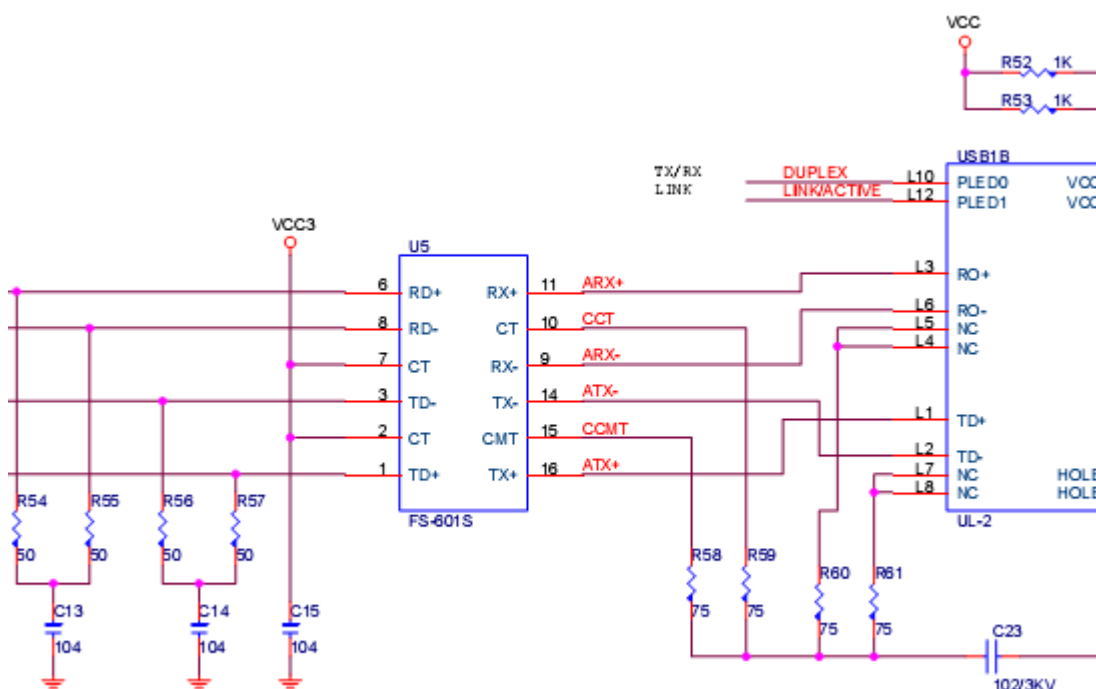 VCC
R52 1K
R53 1K
USB1B
TX/RX
LINK
DUPLEX
LINK/ACTIVE
L10
L12
PLED0
PLED1
VCC
VCC
VCC3
U5
6 RD+ RX+ 11 ARX+
8 RD- CT 10 CCT
7 CT RX- 9 ARX-
3 TD- TX- 14 ATX-
2 CT CMT 15 CCMT
1 TD+ TX+ 16 ATX+
FS-601S
L3 RO+
L6 RO-
L5 NC
L4 NC
L1 TD+
L2 TD-
L7 NC HOLE
L8 NC HOLE
UL-2
R54 R55 R56 R57
50 50 50 50
R58 R59 R60 R61
75 75 75 75
C13 C14 C15
104 104 104
C23
102/3KV